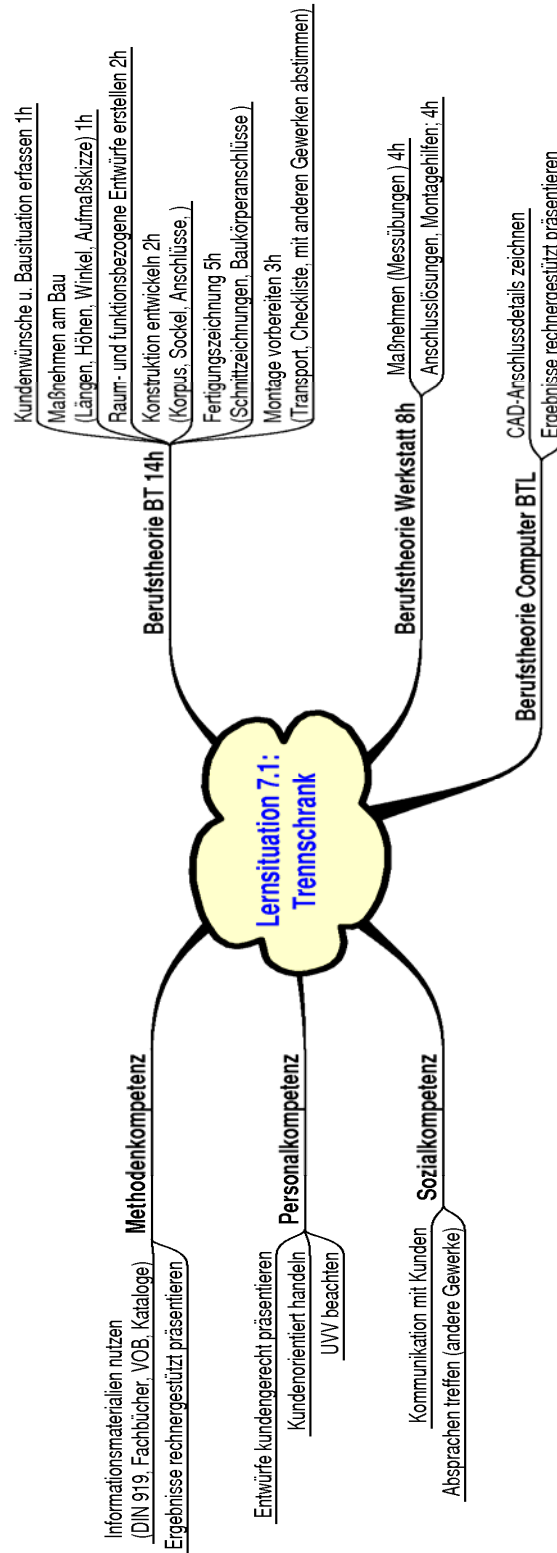 Lernsituation 7.1:
Trennschrank
Methodenkompetenz
Informationsmaterialien nutzen
(DIN 919, Fachbücher, VOB, Kataloge)
Ergebnisse rechnergestützt präsentieren
Personalkompetenz
Entwürfe kundengerecht präsentieren
Kundenorientiert handeln
UVV beachten
Sozialkompetenz
Kommunikation mit Kunden
Absprachen treffen (andere Gewerke)
Berufstheorie BT 14h
Kundenwünsche u. Bausituation erfassen 1h
Maßnehmen am Bau
(Längen, Höhen, Winkel, Aufmaßskizze) 1h
Raum- und funktionsbezogene Entwürfe erstellen 2h
Konstruktion entwickeln 2h
(Korpus, Sockel, Anschlüsse, )
Fertigungszeichnung 5h
(Schnittzeichnungen, Baukörperanschlüsse )
Montage vorbereiten 3h
(Transport, Checkliste, mit anderen Gewerken abstimmen)
Berufstheorie Werkstatt 8h
Maßnehmen (Messübungen ) 4h
Anschlusslösungen, Montagehilfen; 4h
Berufstheorie Computer BTL
CAD-Anschlussdetails zeichnen
Ergebnisse rechnergestützt präsentieren